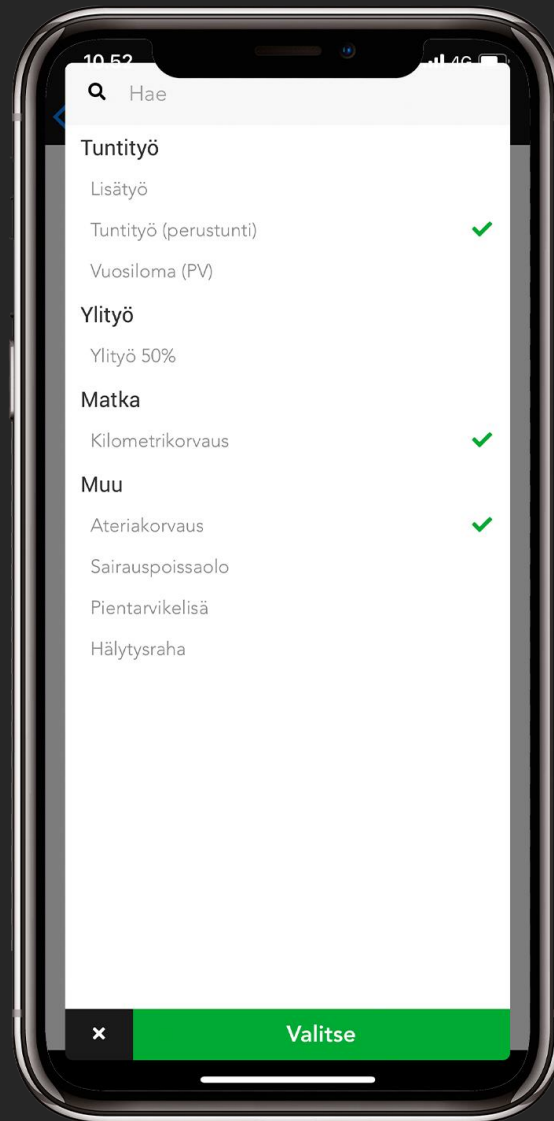 10.52
4G
Hae
Tuntityö
Lisätyö
Tuntityö (perustunti)
Vuosiloma (PV)
Ylityö
Ylityö 50%
Matka
Kilometrikorvaus
Muu
Ateriakorvaus
Sairauspoissaolo
Pientarvikelisä
Hälytysraha
Valitse